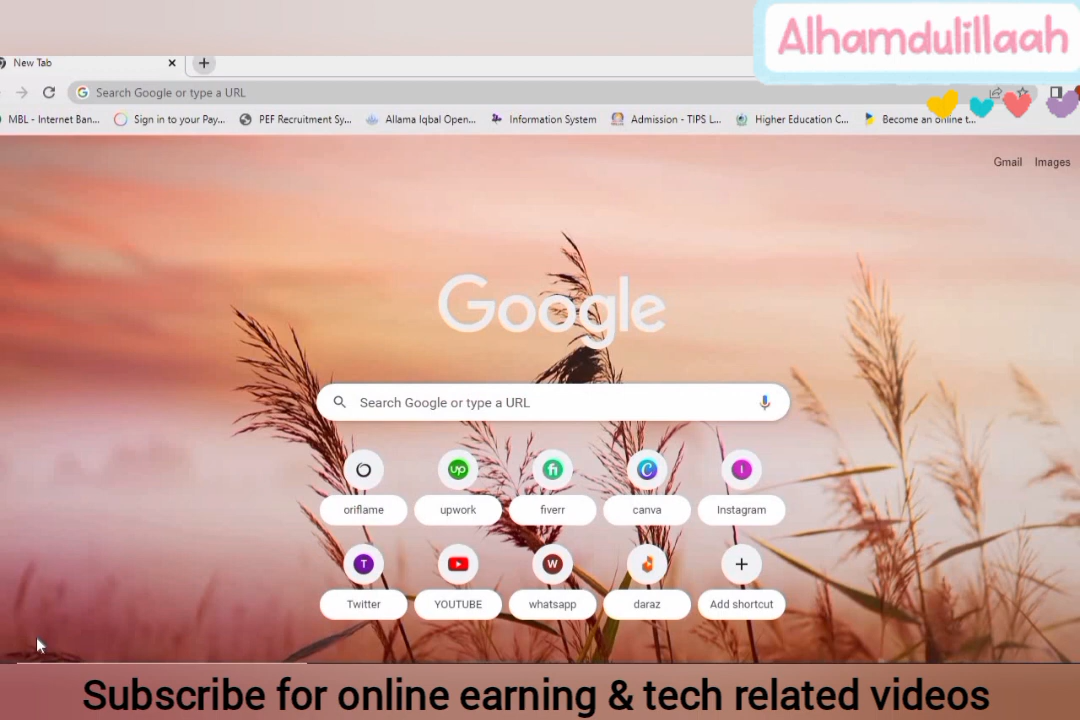 Alhamdulillaah
New Tab
Search Google or type a URL
MBL - Internet Ban... Sign in to your Pay... PEF Recruitment Sy... Allama Iqbal Open... Information System Admission - TIPS L... Higher Education C... Become an online t...
Gmail Images
Google
Search Google or type a URL
up fi C I
oriflame upwork fiverr canva Instagram
T W
Twitter YOUTUBE whatsapp daraz Add shortcut
Subscribe for online earning & tech related videos